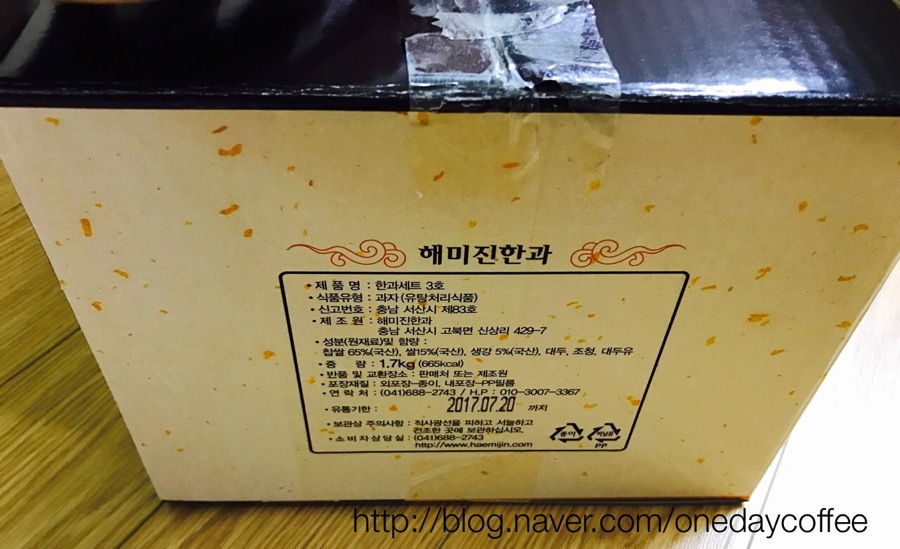 해미진한과
• 제 품 명 : 한과세트 3호
• 식품유형 : 과자(유탕처리식품)
• 신고번호 : 충남 서산시 제83호
• 제 조 원 : 해미진한과
충남 서산시 고북면 신상리 429-7
• 성분(원재료)및 함량 :
찹쌀 65%(국산), 쌀15%(국산), 생강 5%(국산), 대두, 조청, 대두유
• 중 량 : 1.7kg (665kcal)
• 반품 및 교환장소 : 판매처 또는 제조원
• 포장재질 : 외포장-종이, 내포장-PP필름
• 연 락 처 : (041)688-2743 / H.P : 010-3007-3367
• 유통기한 : 2017.07.20 까지
• 보관상 주의사항 : 직사광선을 피하고 서늘하고
건조한 곳에 보관하십시오.
• 소비자상담실 : (041)688-2743
http://www.haemijin.com
종이 비닐류
PP
http://blog.naver.com/onedaycoffee